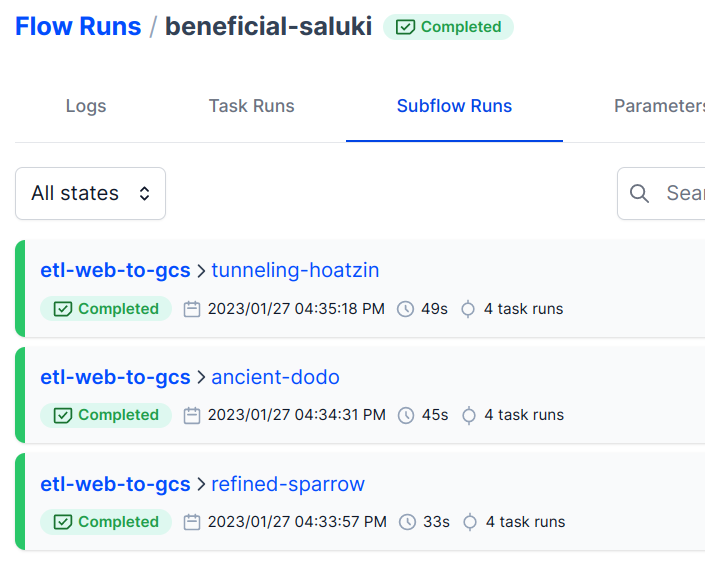 Flow Runs / beneficial-saluki Completed
Logs Task Runs Subflow Runs Parameters
All states Sear
etl-web-to-gcs > tunneling-hoatzin
Completed 2023/01/27 04:35:18 PM 49s 4 task runs
etl-web-to-gcs > ancient-dodo
Completed 2023/01/27 04:34:31 PM 45s 4 task runs
etl-web-to-gcs > refined-sparrow
Completed 2023/01/27 04:33:57 PM 33s 4 task runs